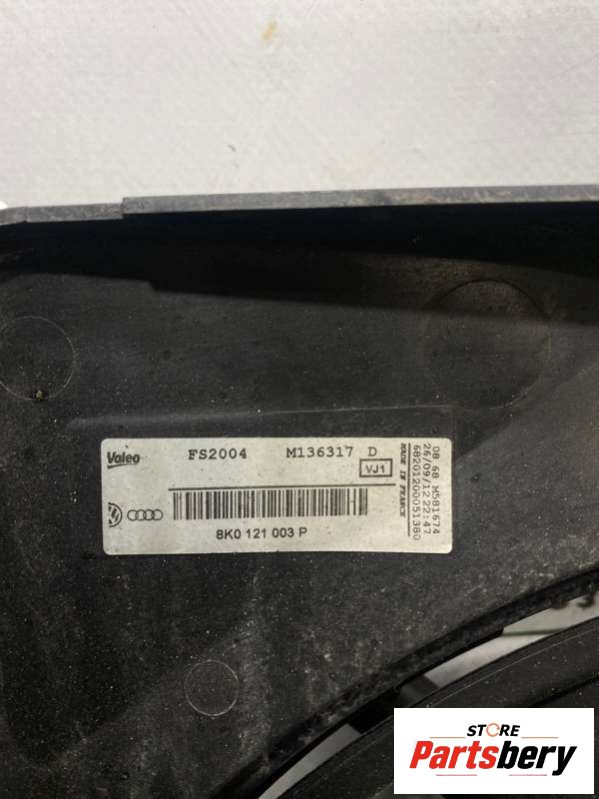 Valeo FS2004 M136317 D
VJ1
8K0 121 003 P
MADE IN FRANCE
08 68 M581674
26/09/12 22:47
682012000051380
STORE
Partsbery